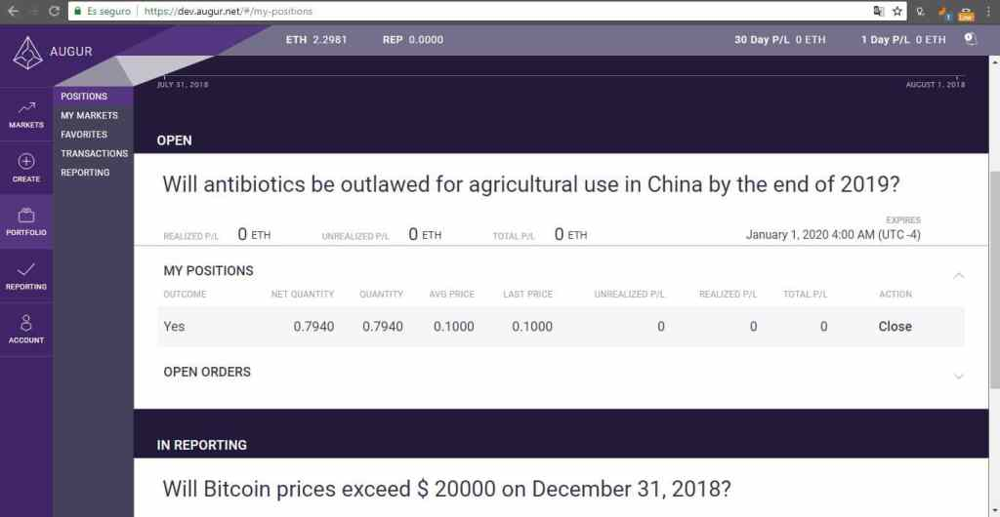 Es seguro https://dev.augur.net/#/my-positions
1
Low
AUGUR
ETH 2.2981 REP 0.0000 30 Day P/L 0 ETH 1 Day P/L 0 ETH
MARKETS
CREATE
PORTFOLIO
REPORTING
ACCOUNT
POSITIONS
MY MARKETS
FAVORITES
TRANSACTIONS
REPORTING
JULY 31, 2018 AUGUST 1, 2018
OPEN
Will antibiotics be outlawed for agricultural use in China by the end of 2019?
EXPIRES
REALIZED P/L 0 ETH UNREALIZED P/L 0 ETH TOTAL P/L 0 ETH January 1, 2020 4:00 AM (UTC -4)
MY POSITIONS
OUTCOME NET QUANTITY QUANTITY AVG PRICE LAST PRICE UNREALIZED P/L REALIZED P/L TOTAL P/L ACTION
Yes 0.7940 0.7940 0.1000 0.1000 0 0 0 Close
OPEN ORDERS
IN REPORTING
Will Bitcoin prices exceed $ 20000 on December 31, 2018?